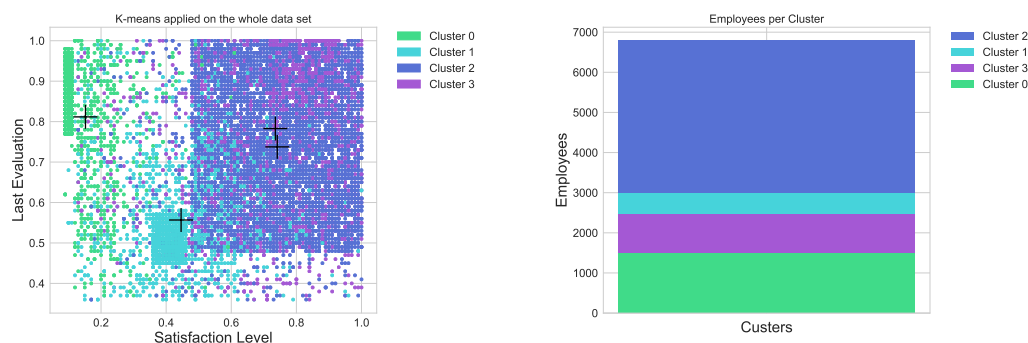 K-means applied on the whole data set
Last Evaluation
1.0
0.9
0.8
0.7
0.6
0.5
0.4
0.2
0.4
0.6
0.8
1.0
Satisfaction Level
Cluster 0
Cluster 1
Cluster 2
Cluster 3
Employees per Cluster
Employees
7000
6000
5000
4000
3000
2000
1000
0
Custers
Cluster 2
Cluster 1
Cluster 3
Cluster 0